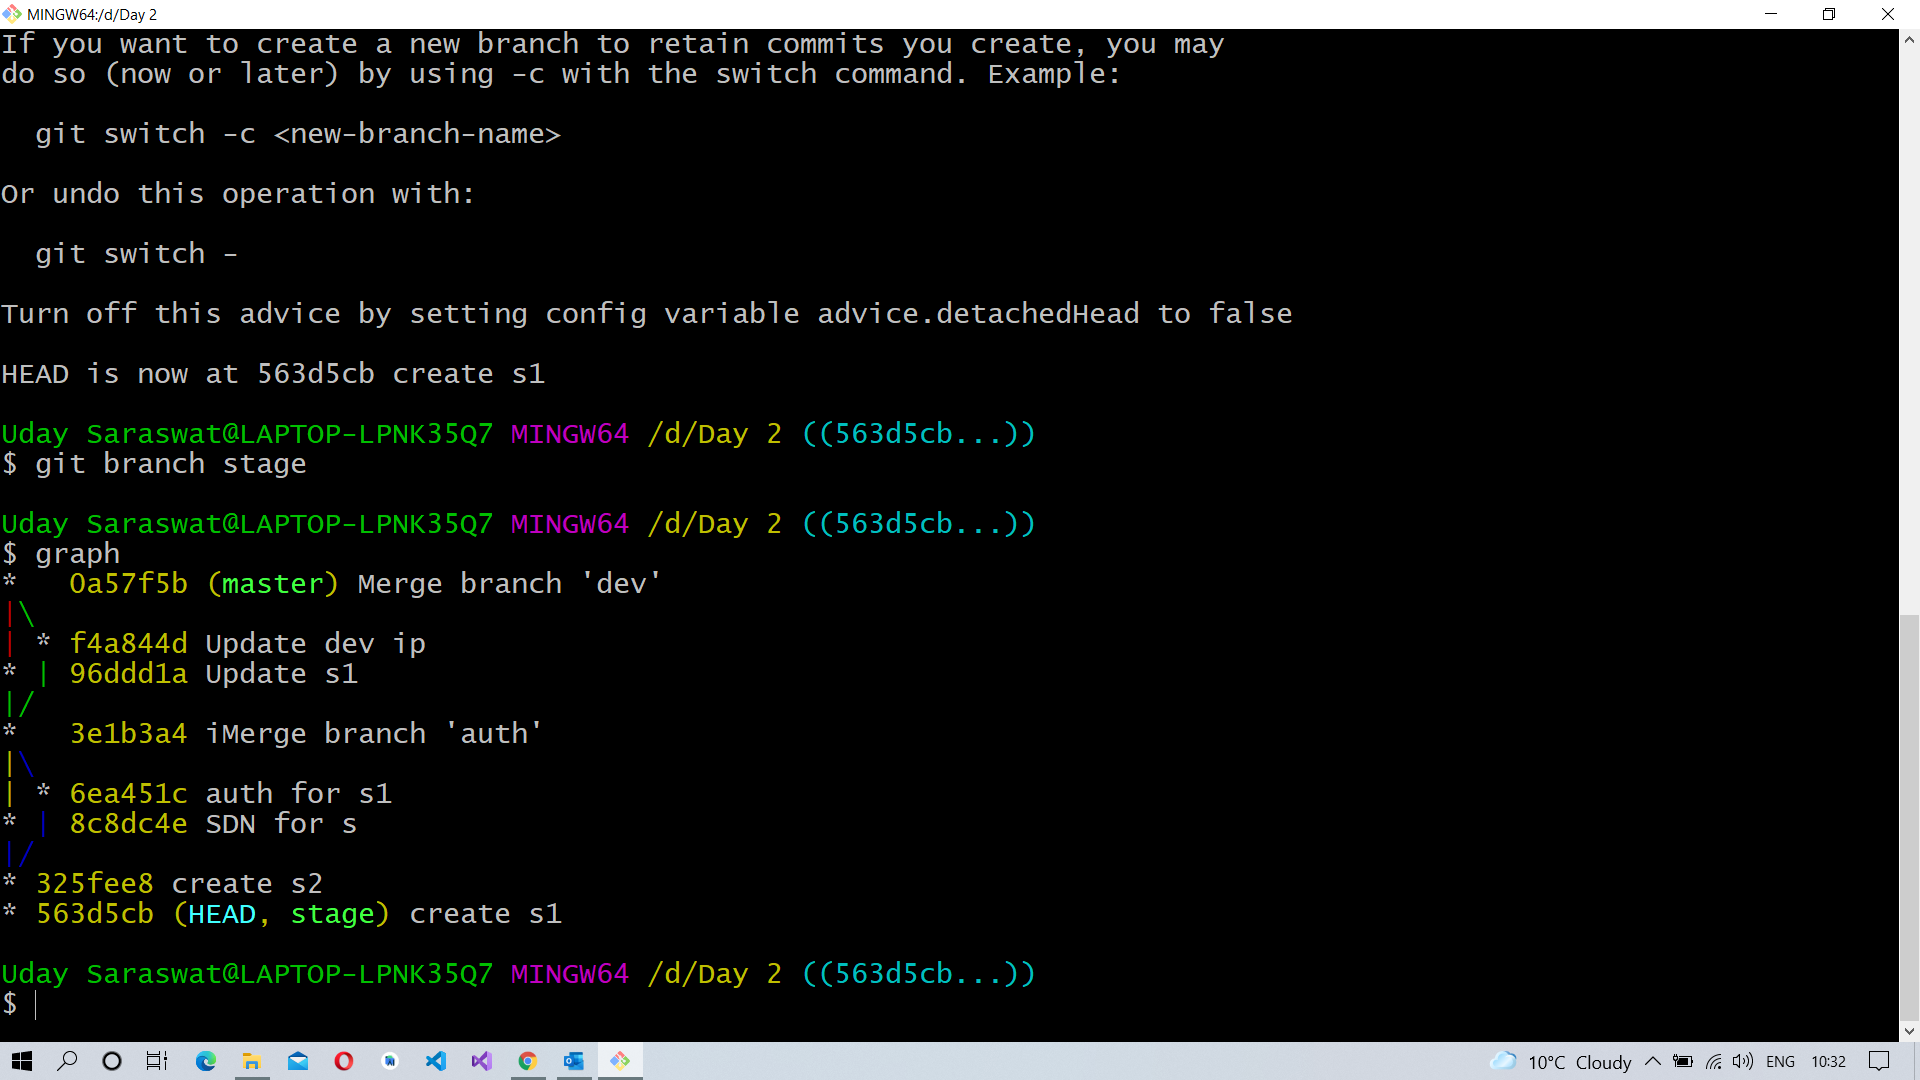 MINGW64:/d/Day 2
If you want to create a new branch to retain commits you create, you may
do so (now or later) by using -c with the switch command. Example:
git switch -c <new-branch-name>
Or undo this operation with:
git switch -
Turn off this advice by setting config variable advice.detachedHead to false
HEAD is now at 563d5cb create s1
Uday Saraswat@LAPTOP-LPNK35Q7 MINGW64 /d/Day 2 ((563d5cb...))
$ git branch stage
Uday Saraswat@LAPTOP-LPNK35Q7 MINGW64 /d/Day 2 ((563d5cb...))
$ graph
*   0a57f5b (master) Merge branch 'dev'
|\
| * f4a844d Update dev ip
* | 96ddd1a Update s1
|/
*   3e1b3a4 iMerge branch 'auth'
|\
| * 6ea451c auth for s1
* | 8c8dc4e SDN for s
|/
* 325fee8 create s2
* 563d5cb (HEAD, stage) create s1
Uday Saraswat@LAPTOP-LPNK35Q7 MINGW64 /d/Day 2 ((563d5cb...))
$
10°C Cloudy ENG 10:32